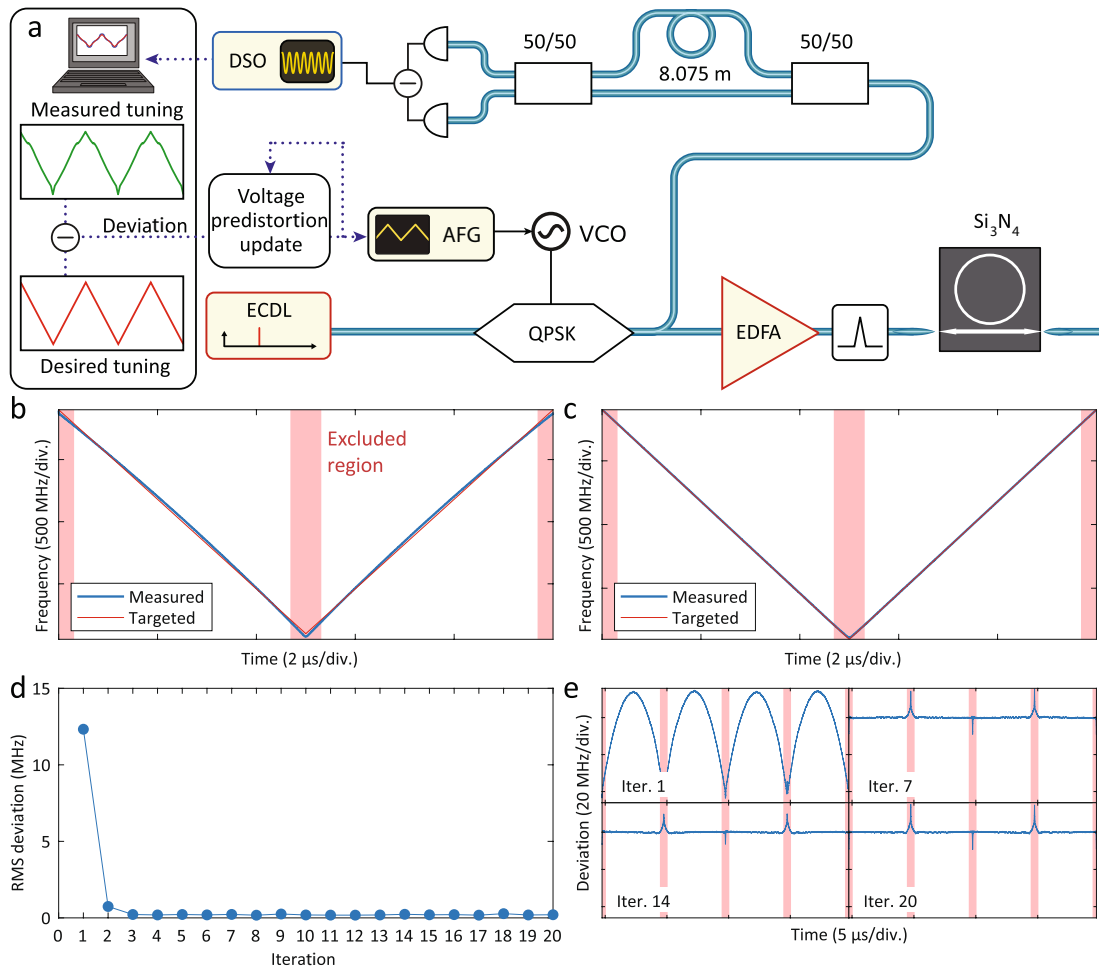 a
DSO
50/50
8.075 m
50/50
Measured tuning
Deviation
Voltage
predistortion
update
AFG
VCO
Desired tuning
ECDL
QPSK
EDFA
Si₃N₄
b
Frequency (500 MHz/div.)
Excluded
region
Measured
Targeted
Time (2 µs/div.)
c
Frequency (500 MHz/div.)
Measured
Targeted
Time (2 µs/div.)
d
RMS deviation (MHz)
15
10
5
0
0 1 2 3 4 5 6 7 8 9 10 11 12 13 14 15 16 17 18 19 20
Iteration
e
Deviation (20 MHz/div.)
Iter. 1
Iter. 7
Iter. 14
Iter. 20
Time (5 µs/div.)